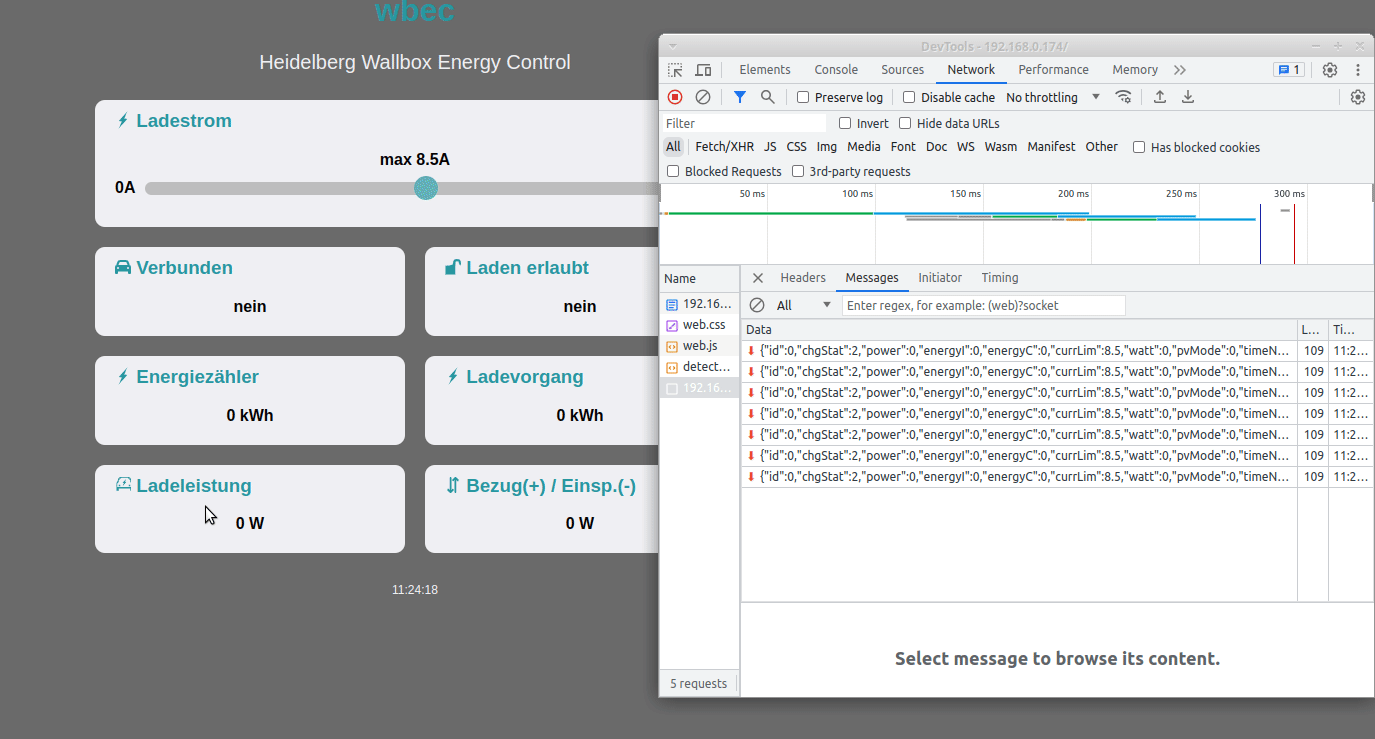 wbec
Heidelberg Wallbox Energy Control
Ladestrom
max 8.5A
0A
Verbunden
nein
Laden erlaubt
nein
Energiezähler
0 kWh
Ladevorgang
0 kWh
Ladeleistung
0 W
Bezug(+) / Einsp.(-)
0 W
11:24:18
DevTools - 192.168.0.174/
Elements Console Sources Network Performance Memory 1
Preserve log Disable cache No throttling
Filter Invert Hide data URLs
All Fetch/XHR JS CSS Img Media Font Doc WS Wasm Manifest Other Has blocked cookies
Blocked Requests 3rd-party requests
50 ms 100 ms 150 ms 200 ms 250 ms 300 ms
Name
192.16...
web.css
web.js
detect...
192.16...
5 requests
Headers Messages Initiator Timing
All Enter regex, for example: (web)?socket
Data L... Ti...
{"id":0,"chgStat":2,"power":0,"energyI":0,"energyC":0,"currLim":8.5,"watt":0,"pvMode":0,"timeN... 109 11:2...
{"id":0,"chgStat":2,"power":0,"energyI":0,"energyC":0,"currLim":8.5,"watt":0,"pvMode":0,"timeN... 109 11:2...
{"id":0,"chgStat":2,"power":0,"energyI":0,"energyC":0,"currLim":8.5,"watt":0,"pvMode":0,"timeN... 109 11:2...
{"id":0,"chgStat":2,"power":0,"energyI":0,"energyC":0,"currLim":8.5,"watt":0,"pvMode":0,"timeN... 109 11:2...
{"id":0,"chgStat":2,"power":0,"energyI":0,"energyC":0,"currLim":8.5,"watt":0,"pvMode":0,"timeN... 109 11:2...
{"id":0,"chgStat":2,"power":0,"energyI":0,"energyC":0,"currLim":8.5,"watt":0,"pvMode":0,"timeN... 109 11:2...
{"id":0,"chgStat":2,"power":0,"energyI":0,"energyC":0,"currLim":8.5,"watt":0,"pvMode":0,"timeN... 109 11:2...
Select message to browse its content.